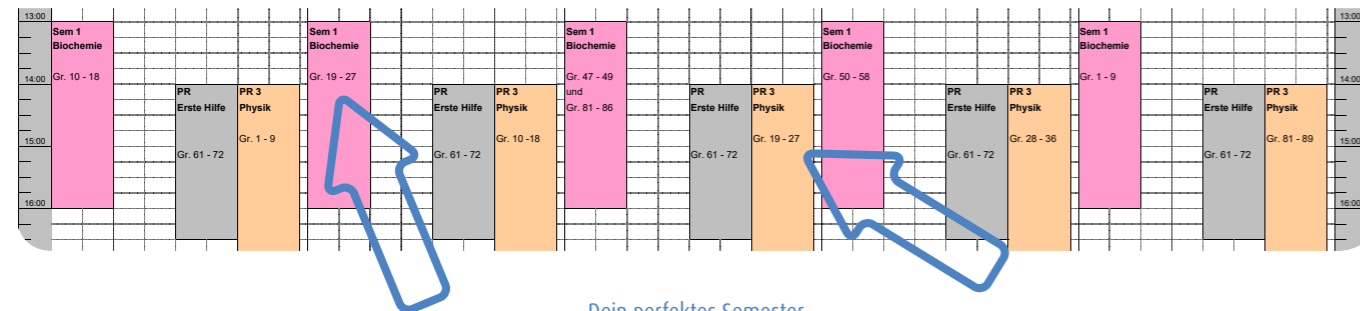 13:00
14:00
15:00
16:00
Sem 1
Biochemie
Gr. 10 - 18
PR
Erste Hilfe
Gr. 61 - 72
PR 3
Physik
Gr. 1 - 9
Sem 1
Biochemie
Gr. 19 - 27
PR
Erste Hilfe
Gr. 61 - 72
PR 3
Physik
Gr. 10 -18
Sem 1
Biochemie
Gr. 47 - 49
und
Gr. 81 - 86
PR
Erste Hilfe
Gr. 61 - 72
PR 3
Physik
Gr. 19 - 27
Sem 1
Biochemie
Gr. 50 - 58
PR
Erste Hilfe
Gr. 61 - 72
PR 3
Physik
Gr. 28 - 36
Sem 1
Biochemie
Gr. 1 - 9
PR
Erste Hilfe
Gr. 61 - 72
PR 3
Physik
Gr. 81 - 89
13:00
14:00
15:00
16:00
Dein perfektes Semester